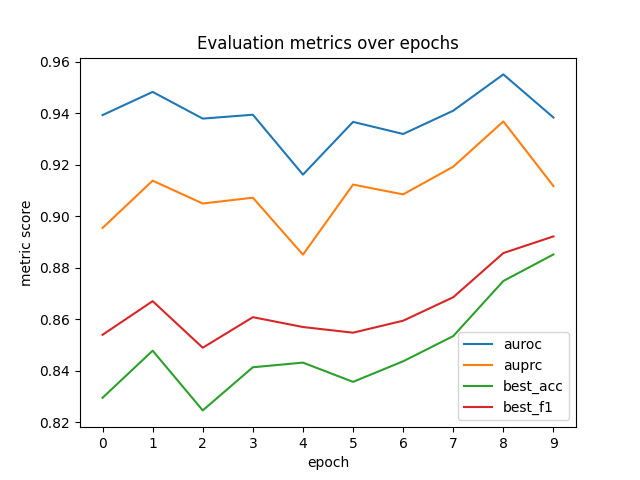 Evaluation metrics over epochs
metric score
0.96
0.94
0.92
0.90
0.88
0.86
0.84
0.82
auroc
auprc
best_acc
best_f1
0 1 2 3 4 5 6 7 8 9
epoch